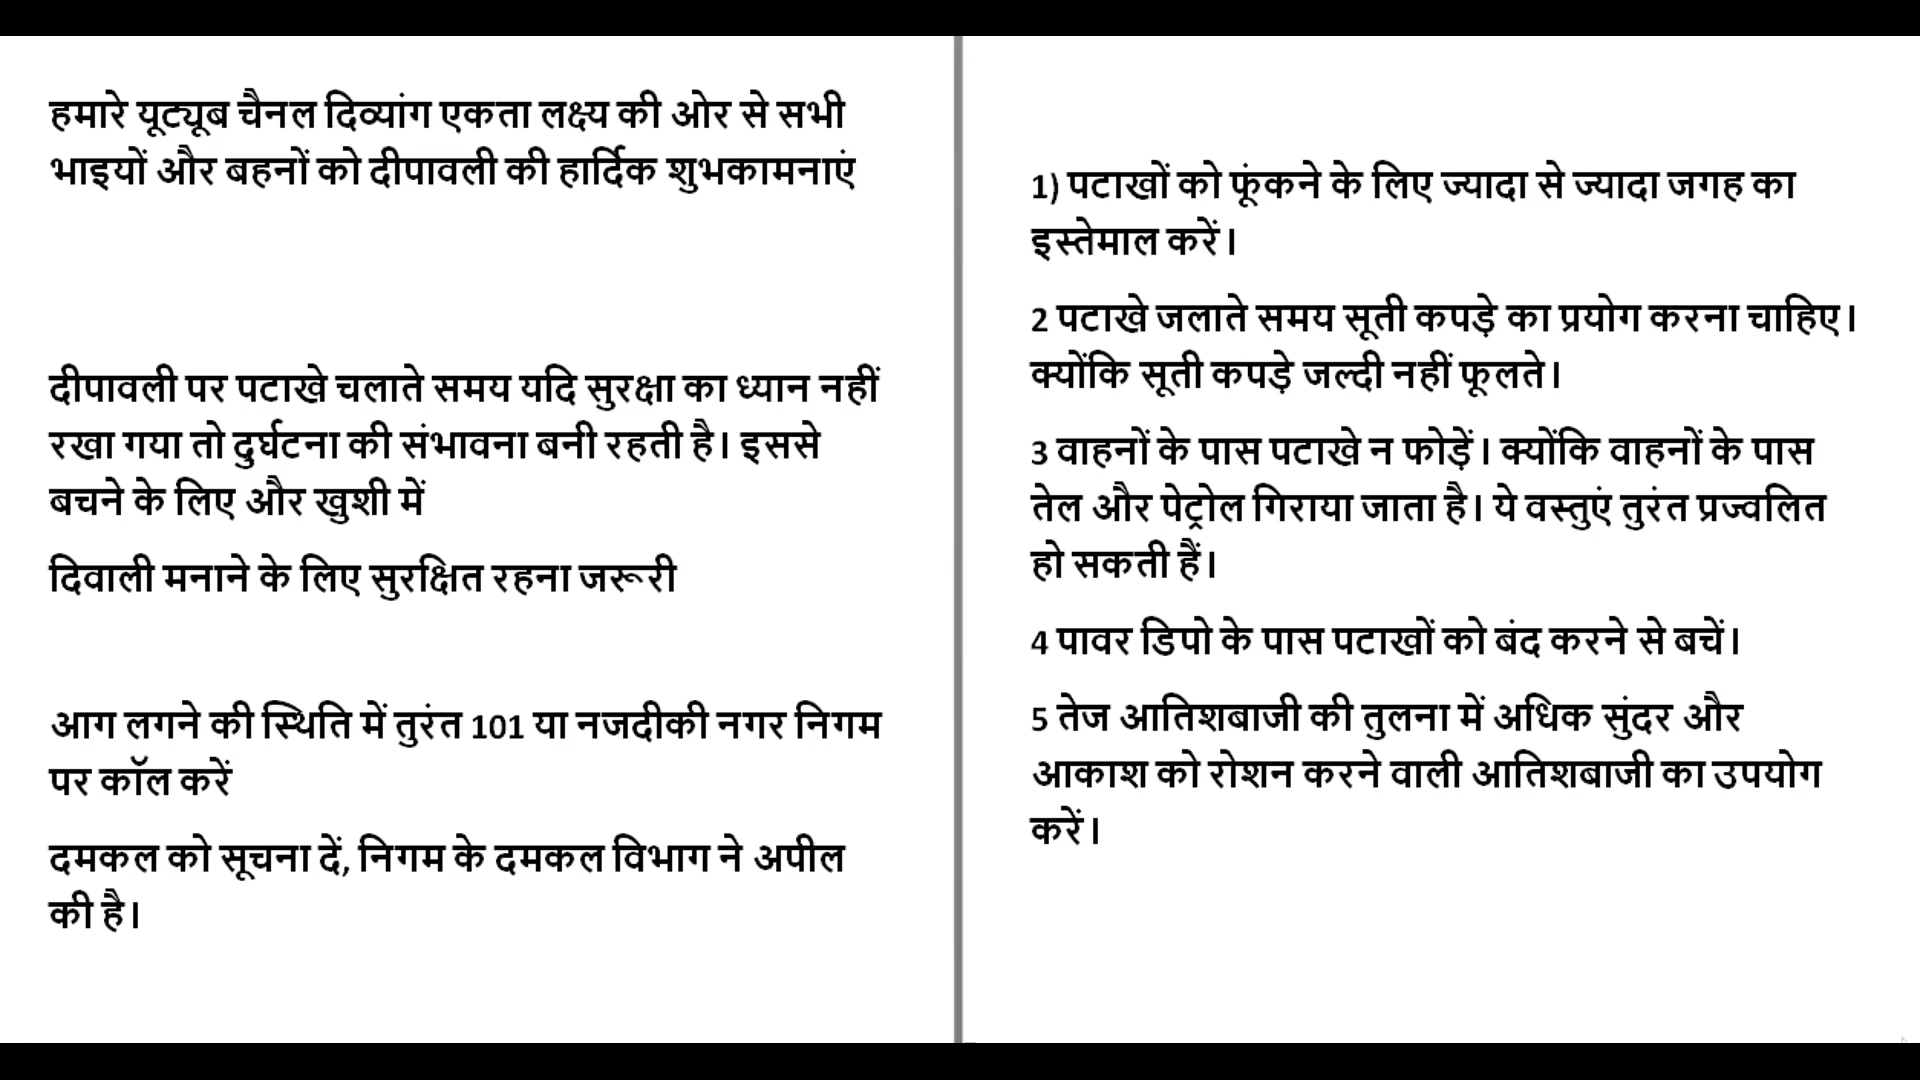 हमारे यूट्यूब चैनल दिव्यांग एकता लक्ष्य की ओर से सभी
भाइयों और बहनों को दीपावली की हार्दिक शुभकामनाएं
दीपावली पर पटाखे चलाते समय यदि सुरक्षा का ध्यान नहीं
रखा गया तो दुर्घटना की संभावना बनी रहती है। इससे
बचने के लिए और खुशी में
दिवाली मनाने के लिए सुरक्षित रहना जरूरी
आग लगने की स्थिति में तुरंत 101 या नजदीकी नगर निगम
पर कॉल करें
दमकल को सूचना दें, निगम के दमकल विभाग ने अपील
की है।
1) पटाखों को फूंकने के लिए ज्यादा से ज्यादा जगह का
इस्तेमाल करें।
2 पटाखे जलाते समय सूती कपड़े का प्रयोग करना चाहिए।
क्योंकि सूती कपड़े जल्दी नहीं फूलते।
3 वाहनों के पास पटाखे न फोड़ें। क्योंकि वाहनों के पास
तेल और पेट्रोल गिराया जाता है। ये वस्तुएं तुरंत प्रज्वलित
हो सकती हैं।
4 पावर डिपो के पास पटाखों को बंद करने से बचें।
5 तेज आतिशबाजी की तुलना में अधिक सुंदर और
आकाश को रोशन करने वाली आतिशबाजी का उपयोग
करें।